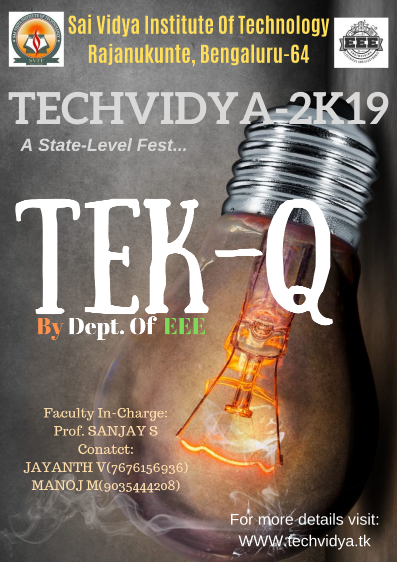 Sai Vidya Institute Of Technology
Rajanukunte, Bengaluru-64
EEE
TECHVIDYA-2K19
A State-Level Fest...
TEK-Q
By Dept. Of EEE
Faculty In-Charge:
Prof. SANJAY S
Conatct:
JAYANTH V(7676156936)
MANOJ M(9035444208)
For more details visit:
WWW.techvidya.tk